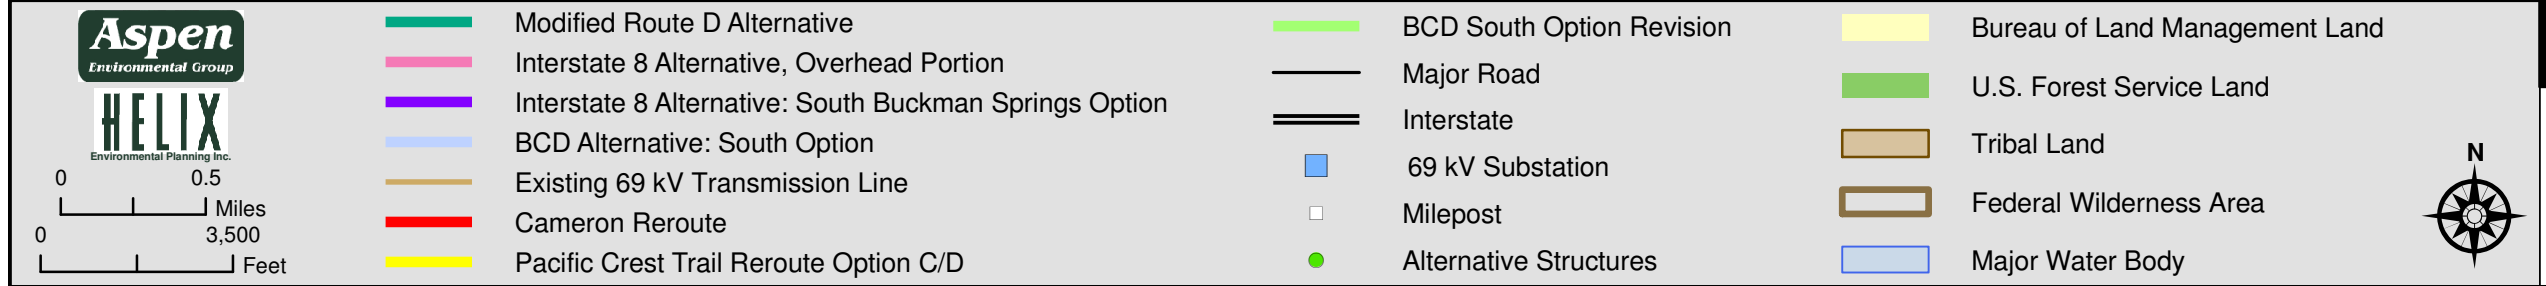 Aspen
Environmental Group
HELIX
Environmental Planning Inc.
0 0.5
Miles
0 3,500
Feet
Modified Route D Alternative
Interstate 8 Alternative, Overhead Portion
Interstate 8 Alternative: South Buckman Springs Option
BCD Alternative: South Option
Existing 69 kV Transmission Line
Cameron Reroute
Pacific Crest Trail Reroute Option C/D
BCD South Option Revision
Major Road
Interstate
69 kV Substation
Milepost
Alternative Structures
Bureau of Land Management Land
U.S. Forest Service Land
Tribal Land
Federal Wilderness Area
Major Water Body
N